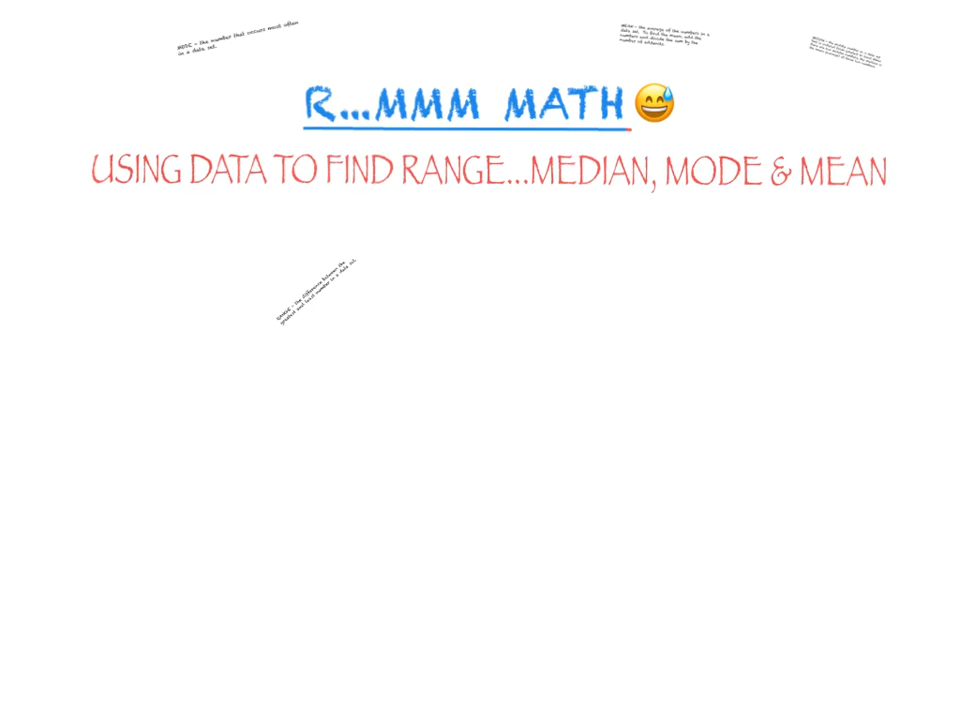 MODE - the number that occurs most often
in a data set.
MEAN - the average of the numbers in a
data set. To find the mean, add the
numbers and divide the sum by the
number of addends.
R...MMM MATH😅
USING DATA TO FIND RANGE...MEDIAN, MODE & MEAN
RANGE - the difference between the
greatest and least number in a data set.